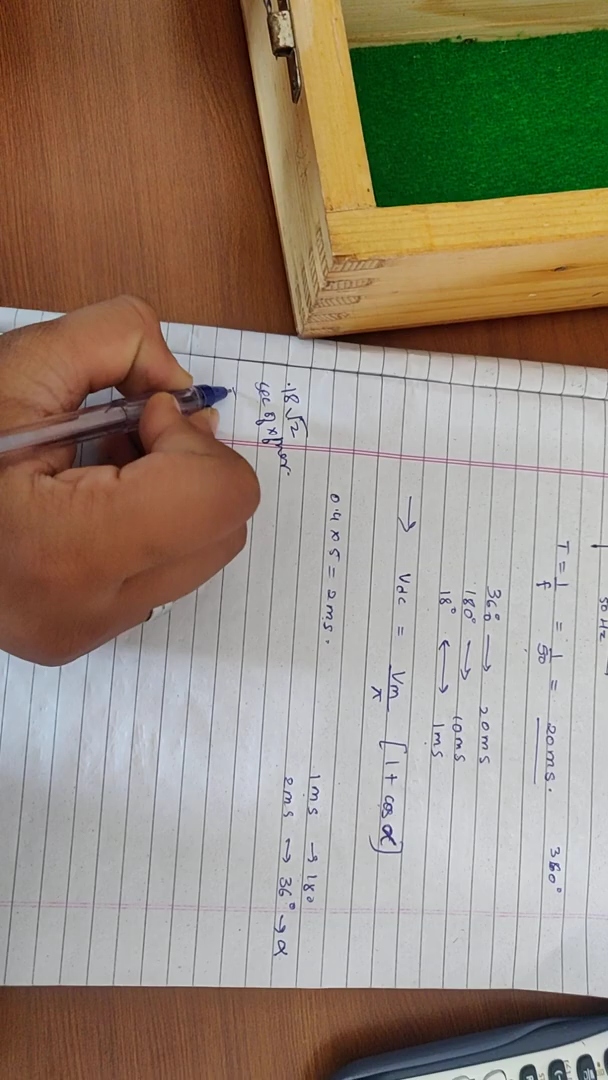 50 Hz
T = 1/f = 1/50 = 20ms. 360°
360 → 20ms
180° → 10ms
18° ↔ 1ms
→ Vdc = Vm/π [1 + cos α]
0.4 x 5 = 2ms.
1ms → 18°
2ms → 36° → α
18√2